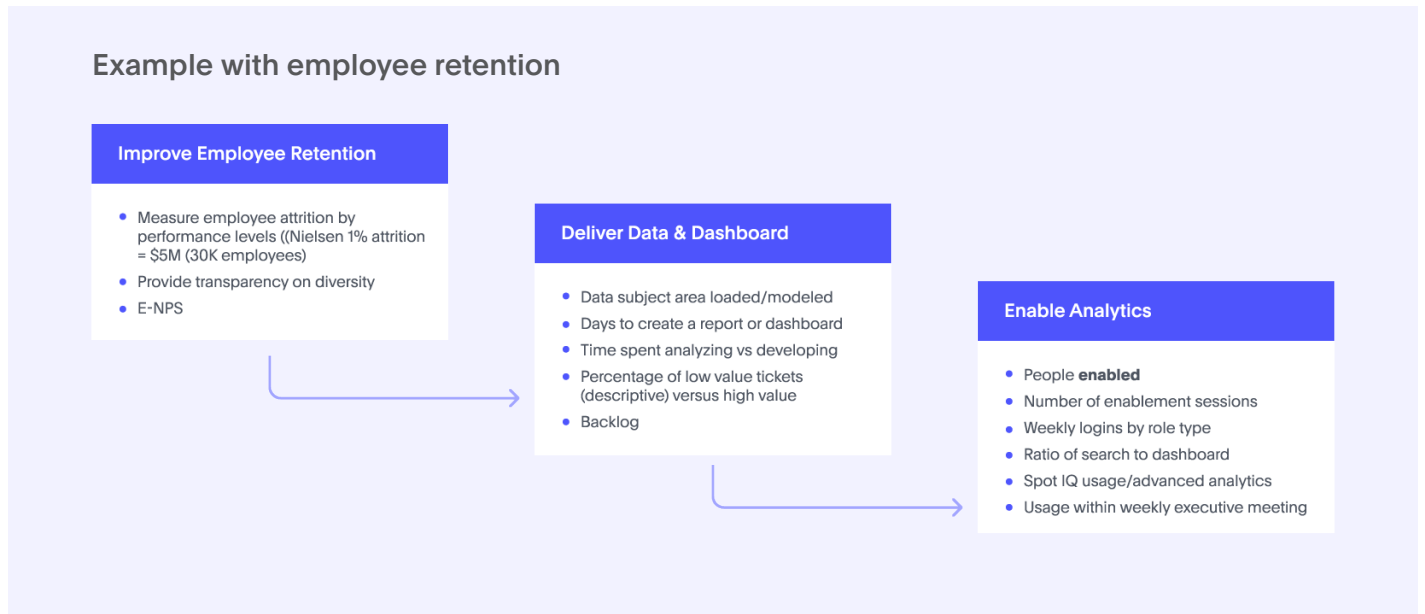 Example with employee retention
Improve Employee Retention
Measure employee attrition by
performance levels ((Nielsen 1% attrition
= $5M (30K employees)
Provide transparency on diversity
E-NPS
Deliver Data & Dashboard
Data subject area loaded/modeled
Days to create a report or dashboard
Time spent analyzing vs developing
Percentage of low value tickets
(descriptive) versus high value
Backlog
Enable Analytics
People enabled
Number of enablement sessions
Weekly logins by role type
Ratio of search to dashboard
Spot IQ usage/advanced analytics
Usage within weekly executive meeting